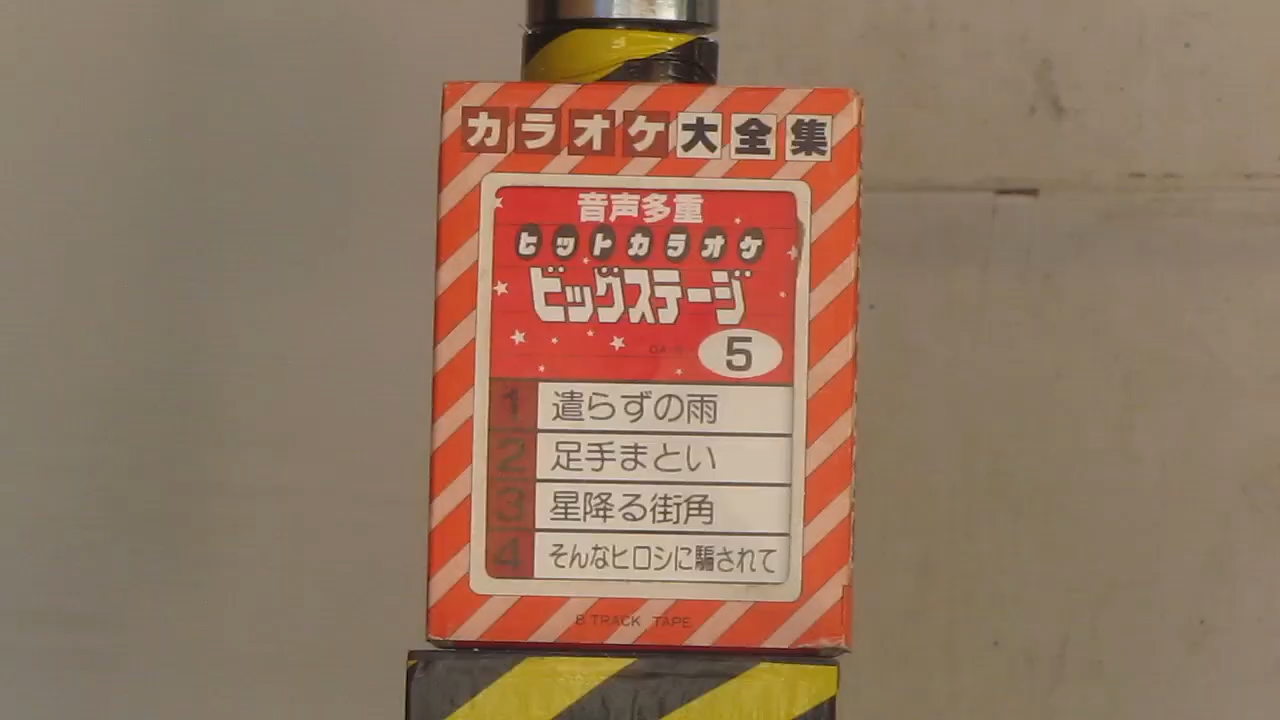 カラオケ大全集
音声多重
ヒットカラオケ
ビッグステージ
5
1 遣らずの雨
2 足手まとい
3 星降る街角
4 そんなヒロシに騙されて
8 TRACK TAPE